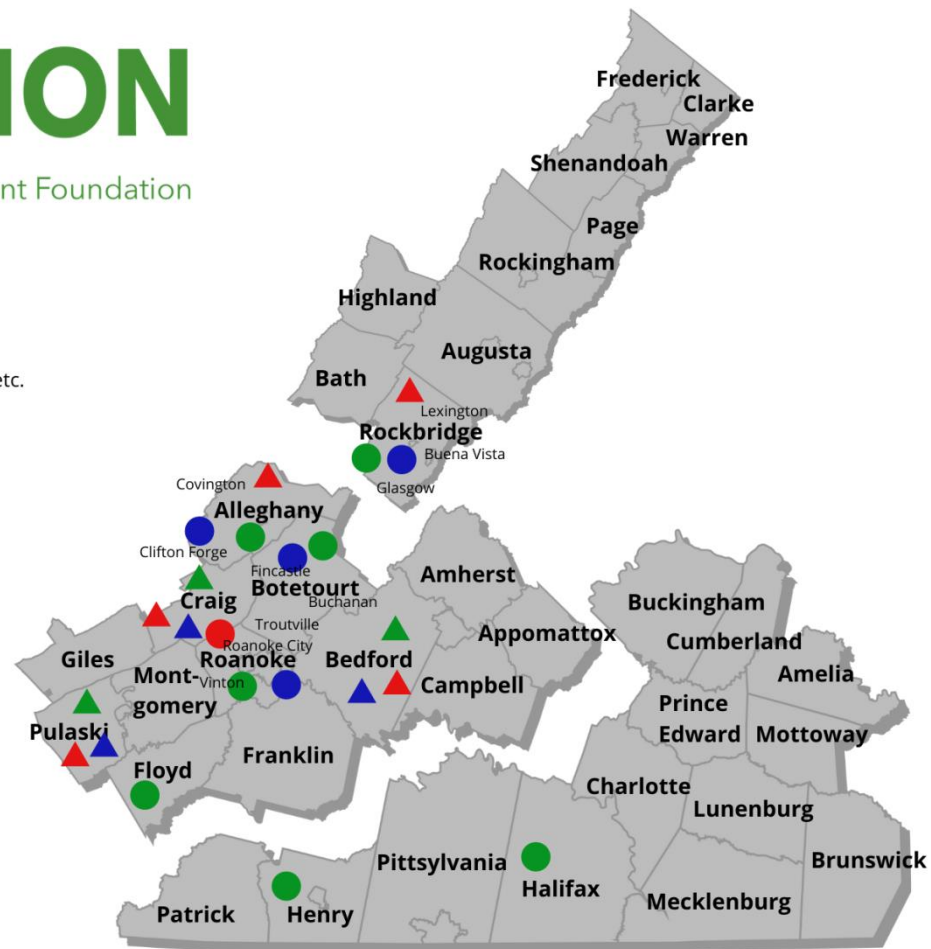 ION
nt Foundation
etc.
Frederick
Clarke
Warren
Shenandoah
Page
Rockingham
Highland
Augusta
Bath
Lexington
Rockbridge
Buena Vista
Glasgow
Covington
Alleghany
Clifton Forge
Fincastle
Botetourt
Buchanan
Craig
Troutville
Roanoke City
Roanoke
Vinton
Bedford
Amherst
Appomattox
Campbell
Giles
Mont-
gomery
Pulaski
Floyd
Franklin
Buckingham
Cumberland
Amelia
Prince
Edward
Mottoway
Charlotte
Lunenburg
Pittsylvania
Halifax
Brunswick
Mecklenburg
Patrick
Henry